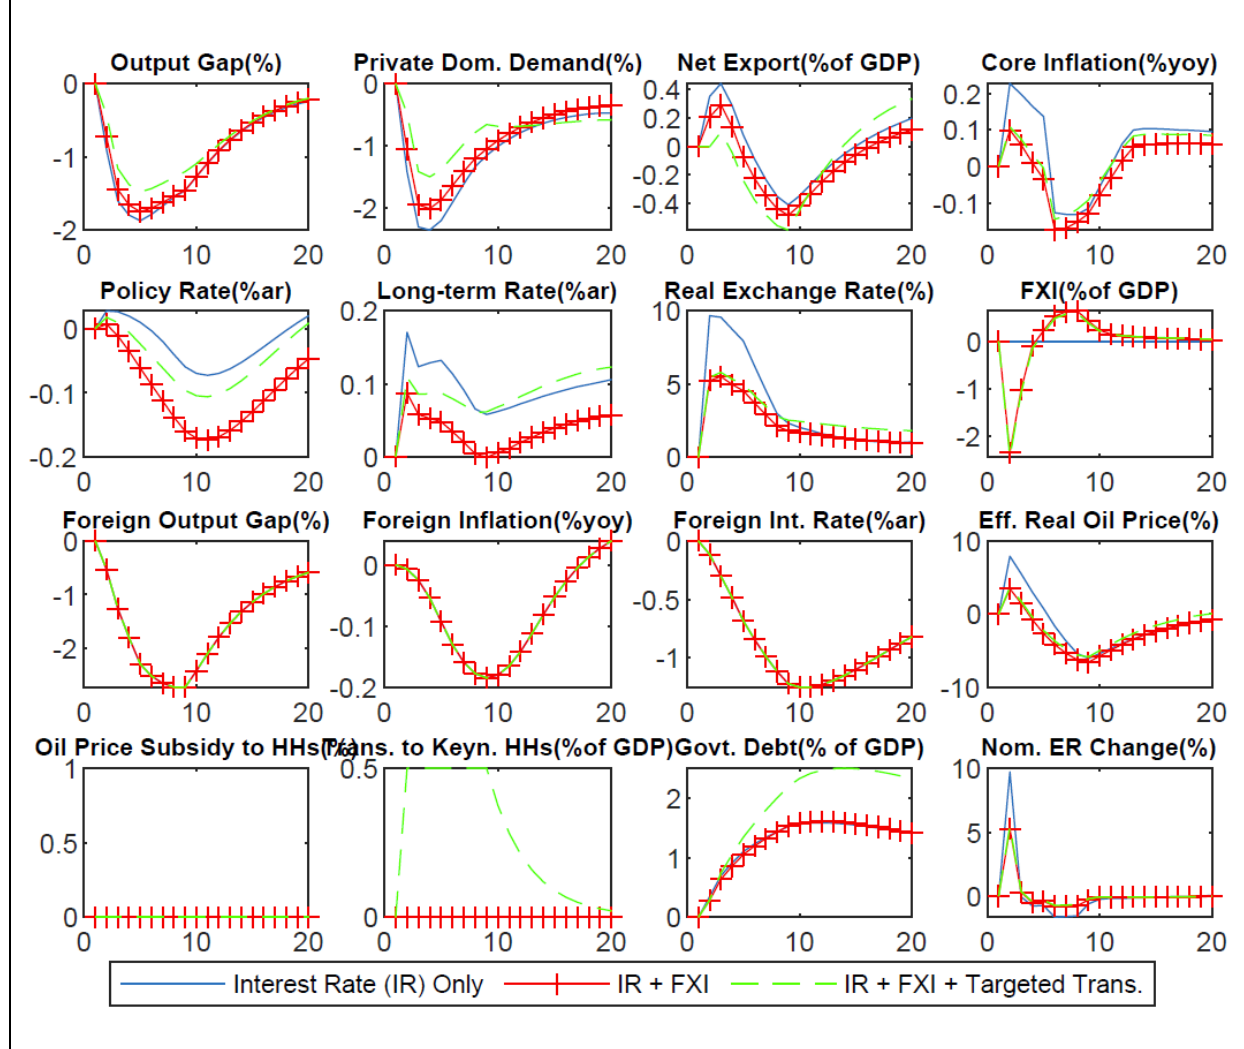 Output Gap(%) Private Dom. Demand(%) Net Export(%of GDP) Core Inflation(%yoy)
0 -1 -2 0 10 20
0 -1 -2 0 10 20
0.4 0.2 0 -0.2 -0.4 0 10 20
0.2 0.1 0 -0.1 0 10 20
Policy Rate(%ar) Long-term Rate(%ar) Real Exchange Rate(%) FXI(%of GDP)
0 -0.1 -0.2 0 10 20
0.2 0.1 0 0 10 20
10 5 0 0 10 20
0 -1 -2 0 10 20
Foreign Output Gap(%) Foreign Inflation(%yoy) Foreign Int. Rate(%ar) Eff. Real Oil Price(%)
0 -1 -2 0 10 20
0 -0.1 -0.2 0 10 20
0 -0.5 -1 0 10 20
10 0 -10 0 10 20
Oil Price Subsidy to HHs(%) Trans. to Keyn. HHs(%of GDP) Govt. Debt(% of GDP) Nom. ER Change(%)
1 0.5 0 0 10 20
0.5 0 0 10 20
2 1 0 0 10 20
10 5 0 0 10 20
Interest Rate (IR) Only IR + FXI IR + FXI + Targeted Trans.